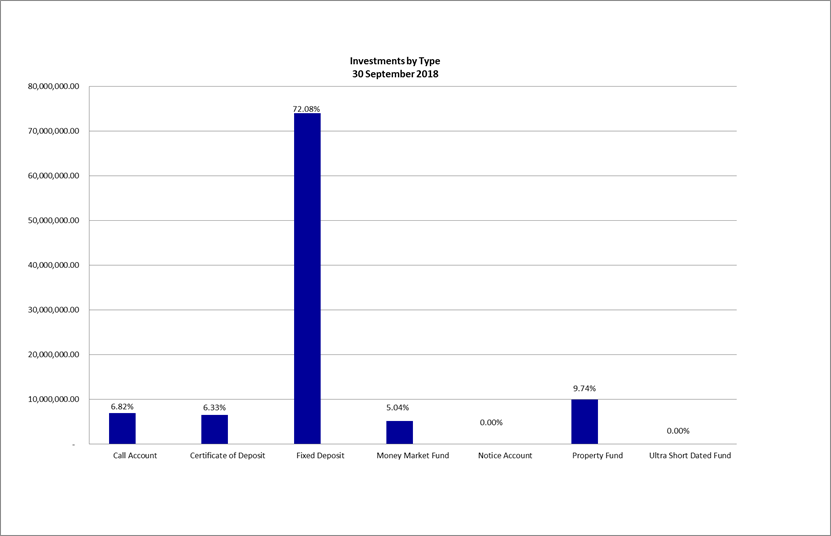 Investments by Type
30 September 2018
80,000,000.00
70,000,000.00
60,000,000.00
50,000,000.00
40,000,000.00
30,000,000.00
20,000,000.00
10,000,000.00
-
6.82%
6.33%
72.08%
5.04%
0.00%
9.74%
0.00%
Call Account
Certificate of Deposit
Fixed Deposit
Money Market Fund
Notice Account
Property Fund
Ultra Short Dated Fund